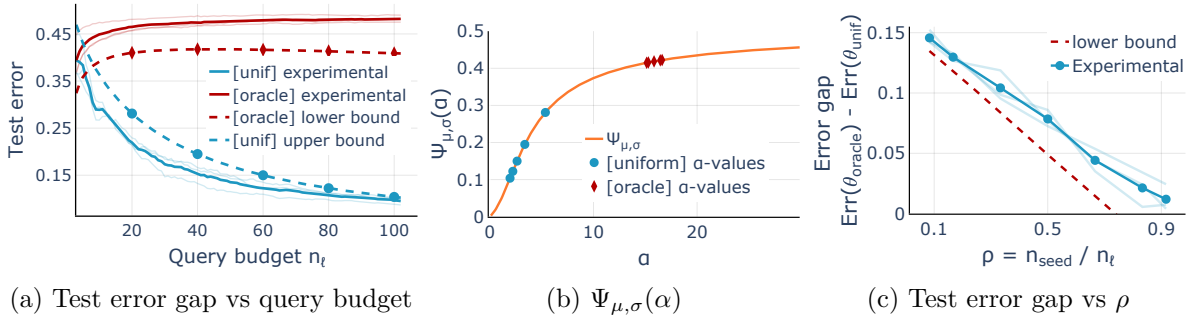 0.45
0.35
0.25
0.15
Test error
[unif] experimental
[oracle] experimental
[oracle] lower bound
[unif] upper bound
20 40 60 80 100
Query budget nℓ
(a) Test error gap vs query budget
0.5
0.4
0.3
0.2
0.1
0
Ψμ,σ(α)
Ψμ,σ
[uniform] α-values
[oracle] α-values
0 10 20
α
(b) Ψμ,σ(α)
0.15
0.1
0.05
0
Error gap
Err(θoracle) - Err(θunif)
lower bound
Experimental
0.1 0.5 0.9
ρ = nseed / nℓ
(c) Test error gap vs ρ